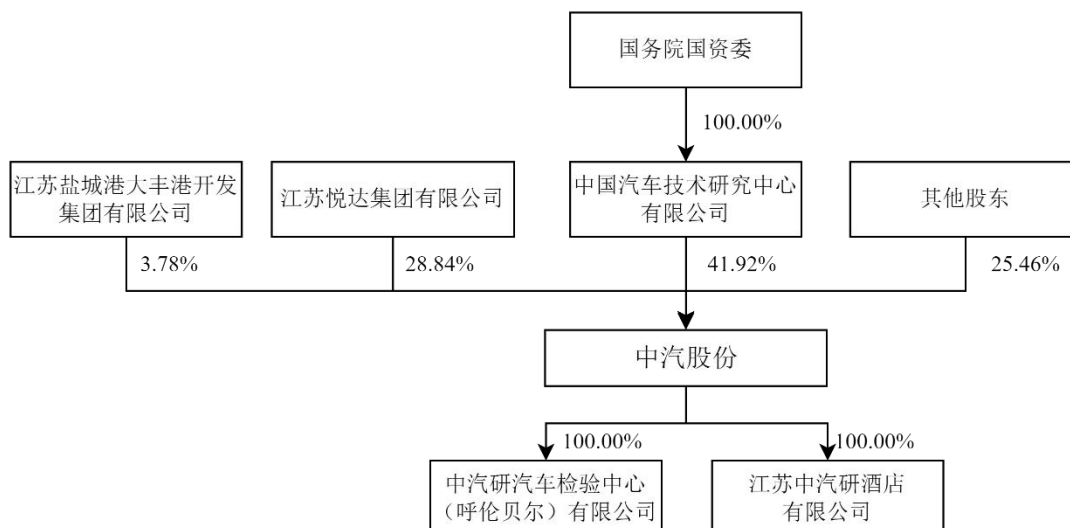 国务院国资委
100.00%
江苏盐城港大丰港开发
集团有限公司
江苏悦达集团有限公司
中国汽车技术研究中心
有限公司
其他股东
3.78%
28.84%
41.92%
25.46%
中汽股份
100.00%
100.00%
中汽研汽车检验中心
（呼伦贝尔）有限公司
江苏中汽研酒店
有限公司